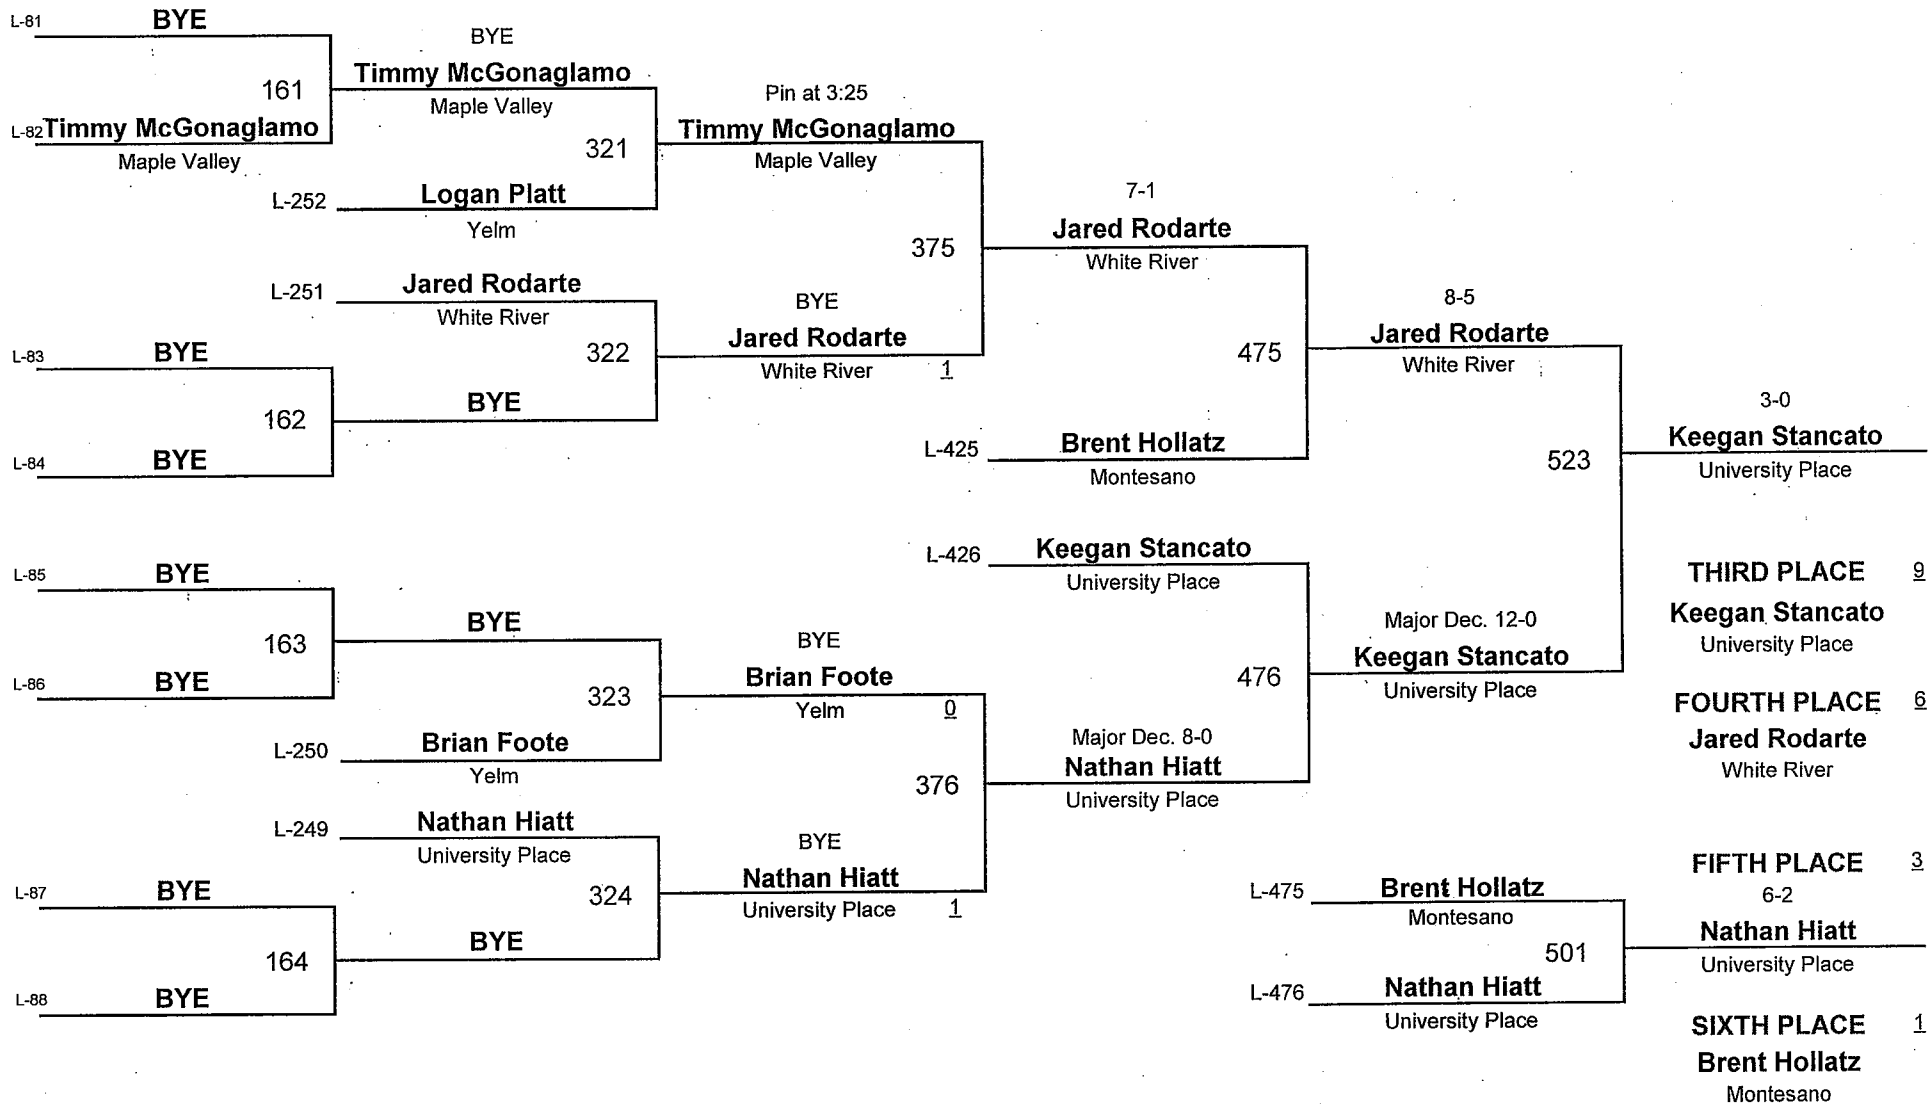 L-81
BYE
161
L-82
Timmy McGonaglamo
Maple Valley
BYE
Timmy McGonaglamo
Maple Valley
321
L-252
Logan Platt
Yelm
Pin at 3:25
Timmy McGonaglamo
Maple Valley
375
L-251
Jared Rodarte
White River
322
L-83
BYE
162
L-84
BYE
BYE
BYE
Jared Rodarte
White River
1
7-1
Jared Rodarte
White River
475
L-425
Brent Hollatz
Montesano
8-5
Jared Rodarte
White River
523
3-0
Keegan Stancato
University Place
L-85
BYE
163
L-86
BYE
BYE
323
L-250
Brian Foote
Yelm
BYE
Brian Foote
Yelm
0
376
L-249
Nathan Hiatt
University Place
324
L-87
BYE
164
L-88
BYE
BYE
BYE
Nathan Hiatt
University Place
1
L-426
Keegan Stancato
University Place
476
Major Dec. 8-0
Nathan Hiatt
University Place
Major Dec. 12-0
Keegan Stancato
University Place
THIRD PLACE 9
Keegan Stancato
University Place
FOURTH PLACE 6
Jared Rodarte
White River
L-475
Brent Hollatz
Montesano
501
L-476
Nathan Hiatt
University Place
FIFTH PLACE 3
6-2
Nathan Hiatt
University Place
SIXTH PLACE 1
Brent Hollatz
Montesano